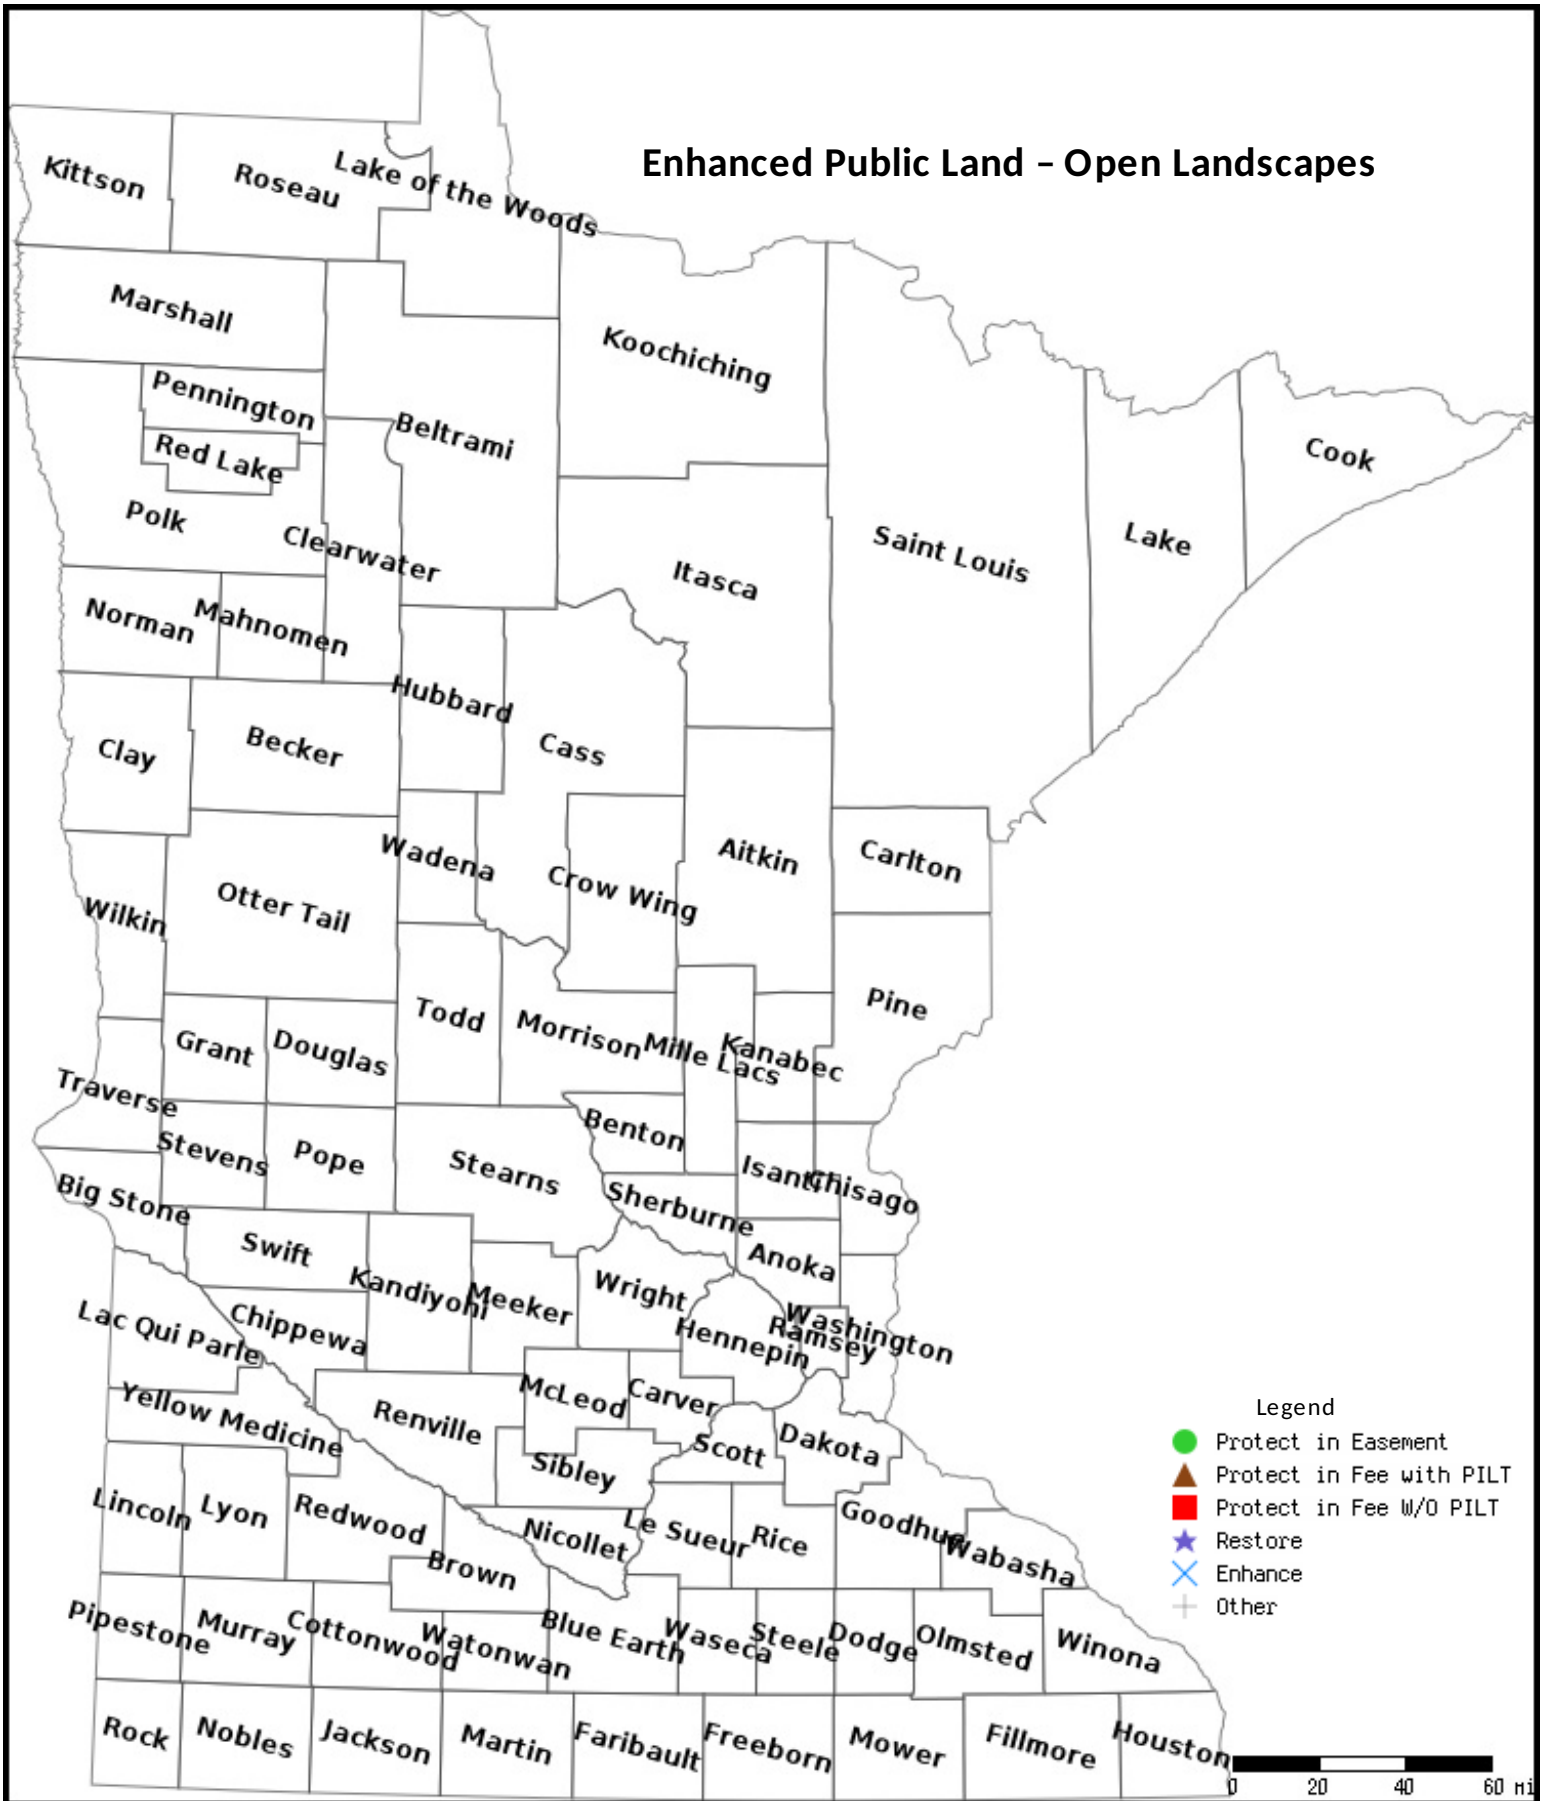 Enhanced Public Land – Open Landscapes
Kittson
Roseau
Lake of the Woods
Marshall
Koochiching
Pennington
Beltrami
Red Lake
Cook
Polk
Clearwater
Saint Louis
Lake
Itasca
Norman
Mahnomen
Hubbard
Clay
Becker
Cass
Wadena
Aitkin
Carlton
Crow Wing
Otter Tail
Wilkin
Pine
Todd
Morrison
Mille Lacs
Kanabec
Grant
Douglas
Traverse
Benton
Stevens
Pope
Stearns
Isanti
Chisago
Big Stone
Sherburne
Swift
Anoka
Kandiyohi
Meeker
Wright
Washington
Ramsey
Hennepin
Lac Qui Parle
Chippewa
McLeod
Carver
Yellow Medicine
Renville
Scott
Dakota
Sibley
Lincoln
Lyon
Redwood
Nicollet
Le Sueur
Rice
Goodhue
Wabasha
Brown
Pipestone
Murray
Cottonwood
Watonwan
Blue Earth
Waseca
Steele
Dodge
Olmsted
Winona
Rock
Nobles
Jackson
Martin
Faribault
Freeborn
Mower
Fillmore
Houston
Legend
Protect in Easement
Protect in Fee with PILT
Protect in Fee W/O PILT
Restore
Enhance
Other
0 20 40 60 mi